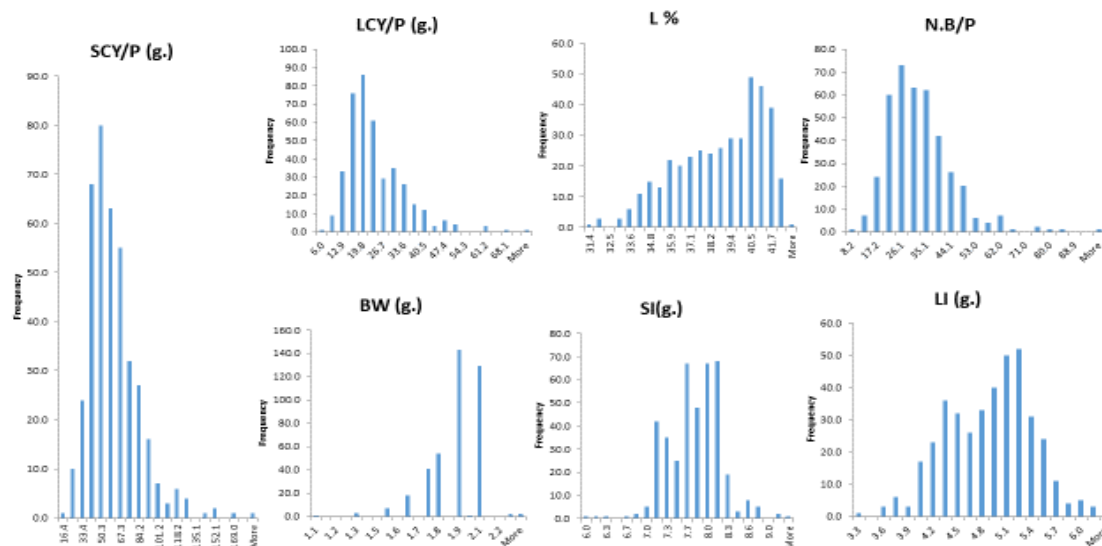 SCY/P (g.)
Frequency
90.0
80.0
70.0
60.0
50.0
40.0
30.0
20.0
10.0
0.0
16.4 33.4 50.3 67.3 84.2 101.2 118.2 135.1 152.1 169.0 More
LCY/P (g.)
Frequency
100.0
90.0
80.0
70.0
60.0
50.0
40.0
30.0
20.0
10.0
0.0
6.0 12.9 19.8 26.7 33.6 40.5 47.4 54.3 61.2 68.1 More
L %
Frequency
60.0
50.0
40.0
30.0
20.0
10.0
0.0
31.4 32.5 33.6 34.8 35.9 37.1 38.2 39.4 40.5 41.7 More
N.B/P
Frequency
80.0
70.0
60.0
50.0
40.0
30.0
20.0
10.0
0.0
8.2 17.2 26.1 35.1 44.1 53.0 62.0 71.0 80.0 88.9 More
BW (g.)
Frequency
160.0
140.0
120.0
100.0
80.0
60.0
40.0
20.0
0.0
1.1 1.2 1.3 1.5 1.6 1.7 1.8 1.9 2.1 2.2 More
SI(g.)
Frequency
80.0
70.0
60.0
50.0
40.0
30.0
20.0
10.0
0.0
6.0 6.3 6.7 7.0 7.3 7.7 8.0 8.3 8.6 9.0 More
LI (g.)
Frequency
60.0
50.0
40.0
30.0
20.0
10.0
0.0
3.3 3.6 3.9 4.2 4.5 4.8 5.1 5.4 5.7 6.0 More